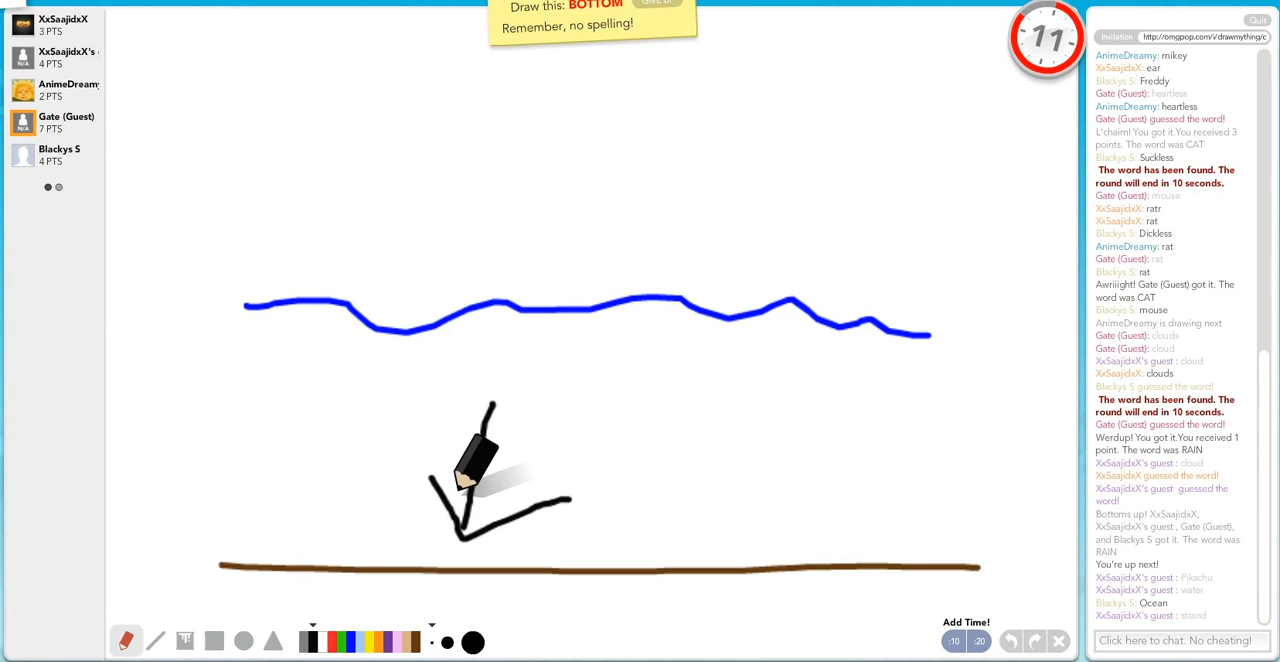 XxSaajidxX
3 PTS
XxSaajidxX's
4 PTS
AnimeDreamy
2 PTS
Gate (Guest)
7 PTS
Blackys S
4 PTS
N/A
N/A
Draw this: BOTTOM
GIVE UP
Remember, no spelling!
11
Add Time!
:10
:20
Quit
Invitation http://omgpop.com/i/drawmything/c
AnimeDreamy: mikey
XxSaajidxX: ear
Blackys S: Freddy
Gate (Guest): heartless
AnimeDreamy: heartless
Gate (Guest) guessed the word!
L'chaim! You got it.You received 3
points. The word was CAT
Blackys S: Suckless
The word has been found. The
round will end in 10 seconds.
Gate (Guest): mouse
XxSaajidxX: ratr
XxSaajidxX: rat
Blackys S: Dickless
AnimeDreamy: rat
Gate (Guest): rat
Blackys S: rat
Awriiight! Gate (Guest) got it. The
word was CAT
Blackys S: mouse
AnimeDreamy is drawing next
Gate (Guest): clouds
Gate (Guest): cloud
XxSaajidxX's guest : cloud
XxSaajidxX: clouds
Blackys S guessed the word!
The word has been found. The
round will end in 10 seconds.
Gate (Guest) guessed the word!
Werdup! You got it.You received 1
point. The word was RAIN
XxSaajidxX's guest : cloud
XxSaajidxX guessed the word!
XxSaajidxX's guest guessed the
word!
Bottoms up! XxSaajidxX,
XxSaajidxX's guest , Gate (Guest),
and Blackys S got it. The word was
RAIN
You're up next!
XxSaajidxX's guest : Pikachu
XxSaajidxX's guest : water
Blackys S: Ocean
XxSaajidxX's guest : strand
Click here to chat. No cheating!